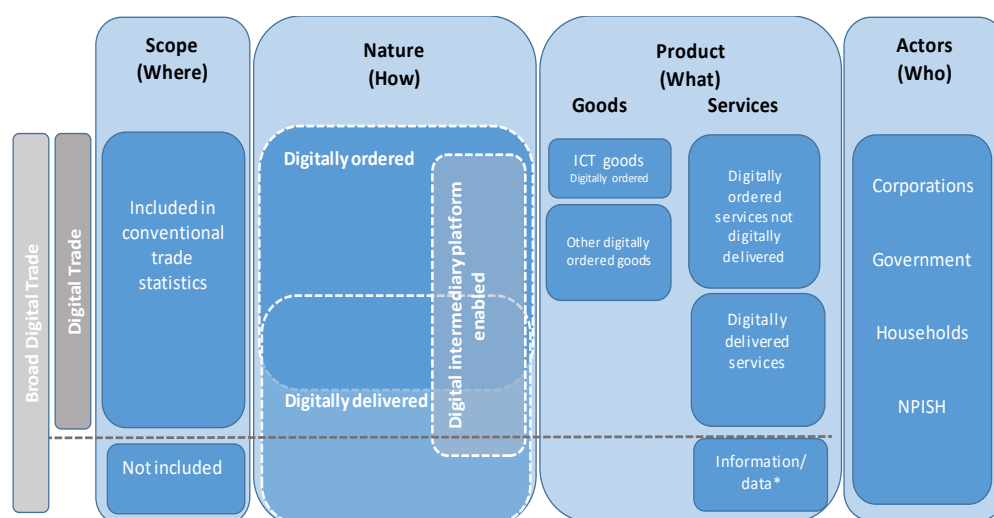 Scope
(Where)
Nature
(How)
Product
(What)
Actors
(Who)
Goods
Services
Broad Digital Trade
Digital Trade
Included in
conventional
trade
statistics
Not included
Digitally ordered
Digital intermediary platform
enabled
Digitally delivered
ICT goods
Digitally ordered
Other digitally
ordered goods
Digitally
ordered
services not
digitally
delivered
Digitally
delivered
services
Information/
data*
Corporations
Government
Households
NPISH